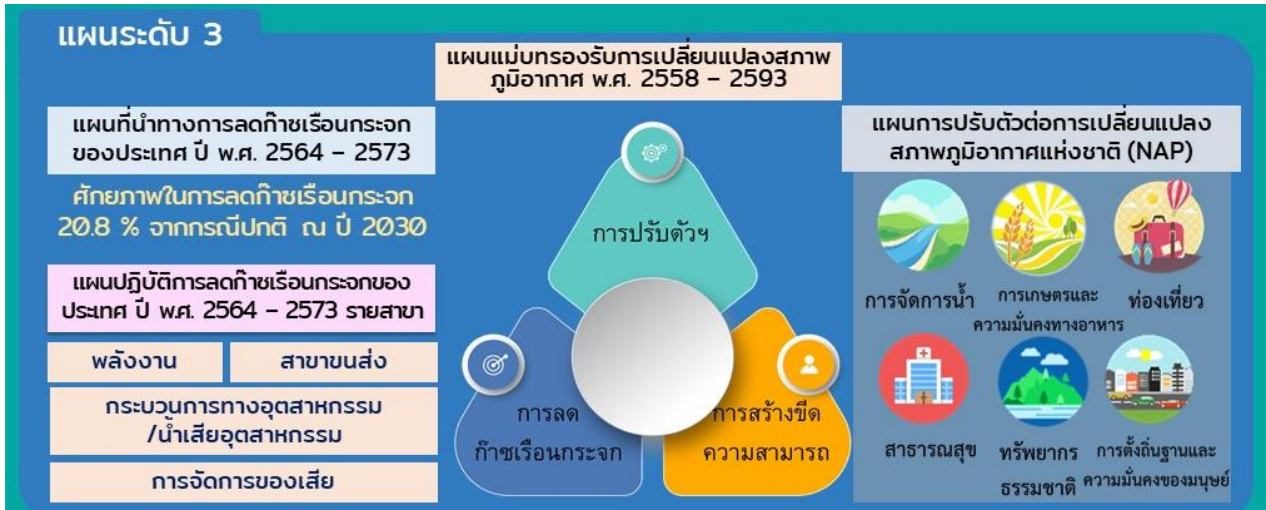 แผนระดับ 3
แผนแม่บทรองรับการเปลี่ยนแปลงสภาพ
ภูมิอากาศ พ.ศ. 2558 – 2593
แผนที่นำทางการลดก๊าซเรือนกระจก
ของประเทศ ปี พ.ศ. 2564 – 2573
ศักยภาพในการลดก๊าซเรือนกระจก
20.8 % จากกรณีปกติ ณ ปี 2030
แผนปฏิบัติการลดก๊าซเรือนกระจกของ
ประเทศ ปี พ.ศ. 2564 – 2573 รายสาขา
พลังงาน
สาขาขนส่ง
กระบวนการทางอุตสาหกรรม
/น้ำเสียอุตสาหกรรม
การจัดการของเสีย
การปรับตัวฯ
การลด
ก๊าซเรือนกระจก
การสร้างขีด
ความสามารถ
แผนการปรับตัวต่อการเปลี่ยนแปลง
สภาพภูมิอากาศแห่งชาติ (NAP)
การจัดการน้ำ
การเกษตรและ
ความมั่นคงทางอาหาร
ท่องเที่ยว
สาธารณสุข
ทรัพยากร
ธรรมชาติ
การตั้งถิ่นฐานและ
ความมั่นคงของมนุษย์